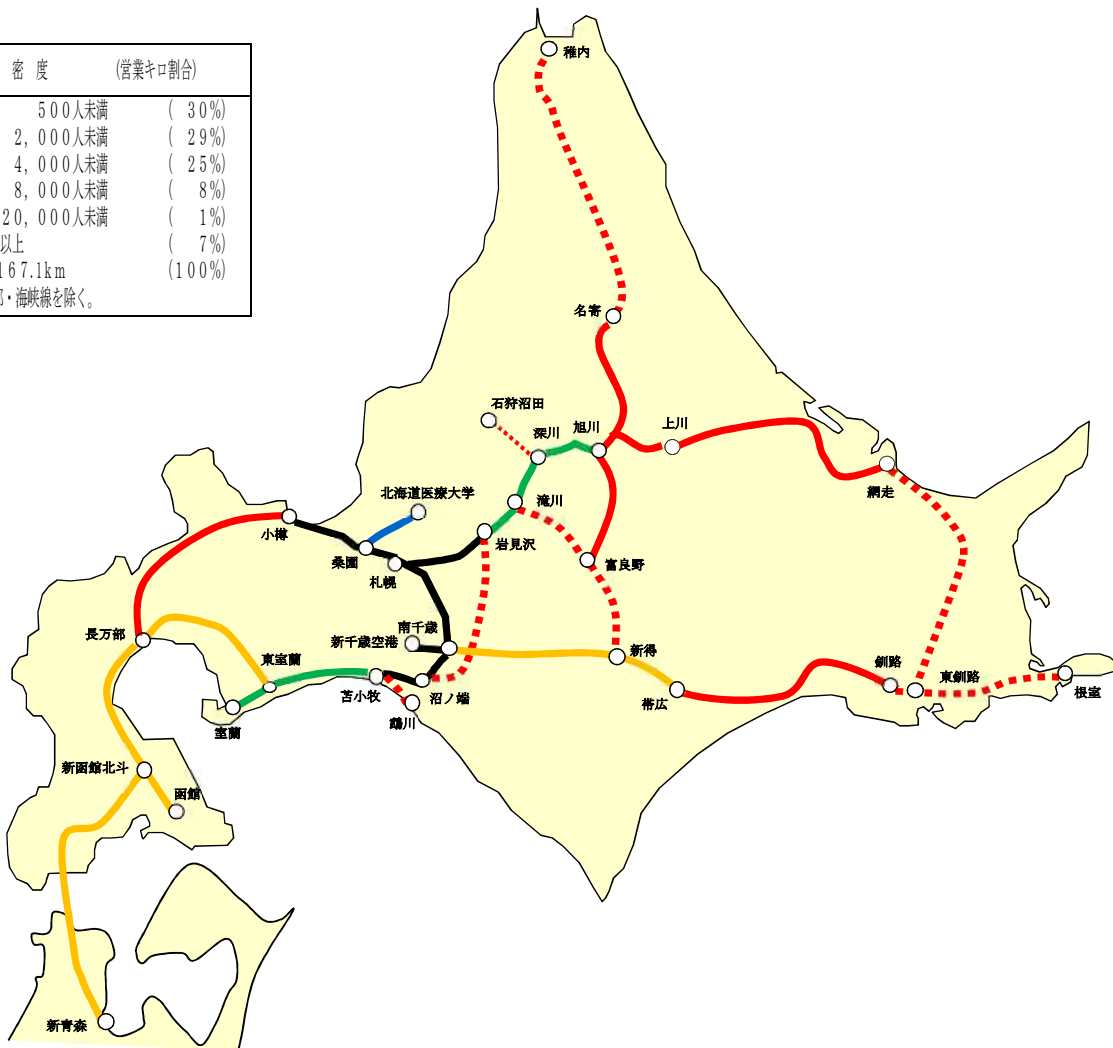 密 度 (営業キロ割合)
500人未満 ( 30%)
2,000人未満 ( 29%)
4,000人未満 ( 25%)
8,000人未満 ( 8%)
20,000人未満 ( 1%)
以上 ( 7%)
167.1km (100%)
・海峡線を除く。
稚内
名寄
石狩沼田
深川
旭川
上川
網走
北海道医療大学
滝川
小樽
桑園
札幌
岩見沢
富良野
長万部
南千歳
新千歳空港
新得
東室蘭
釧路
東釧路
根室
苫小牧
沼ノ端
帯広
鵡川
室蘭
新函館北斗
函館
新青森